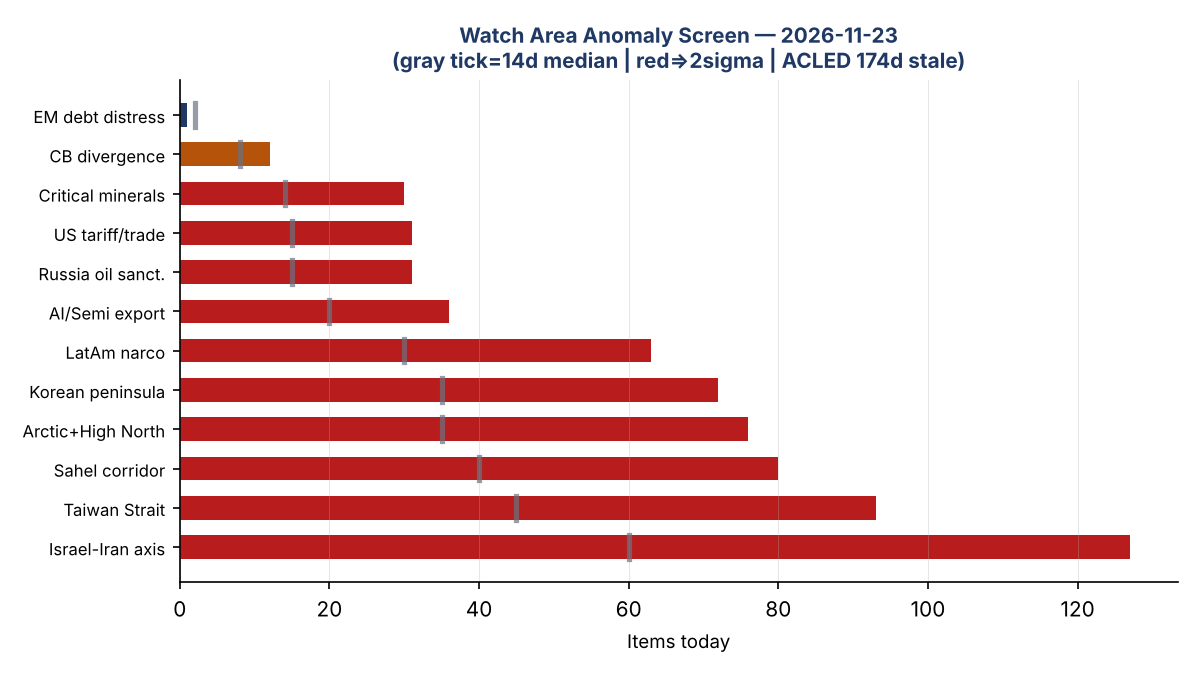 Watch Area Anomaly Screen — 2026-11-23
(gray tick=14d median | red=>2sigma | ACLED 174d stale)
EM debt distress
CB divergence
Critical minerals
US tariff/trade
Russia oil sanct.
AI/Semi export
LatAm narco
Korean peninsula
Arctic+High North
Sahel corridor
Taiwan Strait
Israel-Iran axis
0 20 40 60 80 100 120
Items today